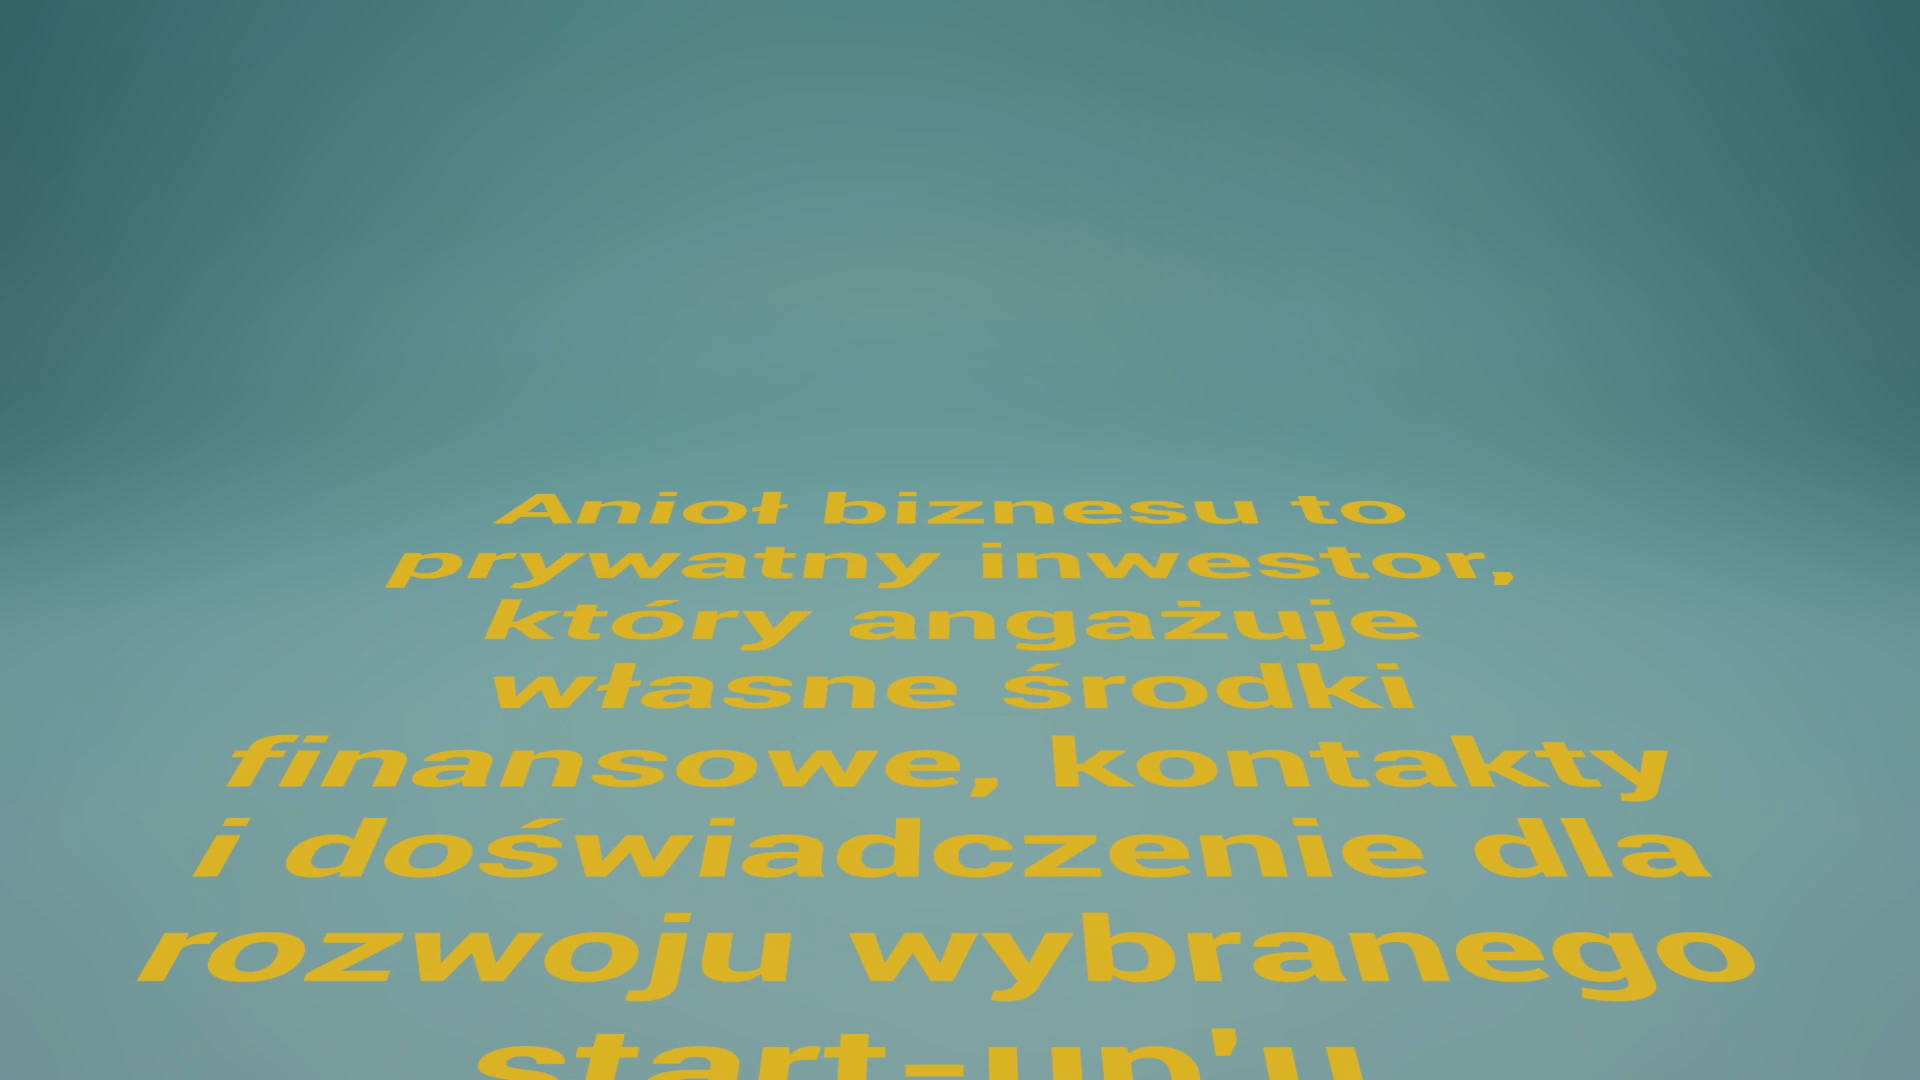 Anioł biznesu to
prywatny inwestor,
który angażuje
własne środki
finansowe, kontakty
i doświadczenie dla
rozwoju wybranego
start-up'u